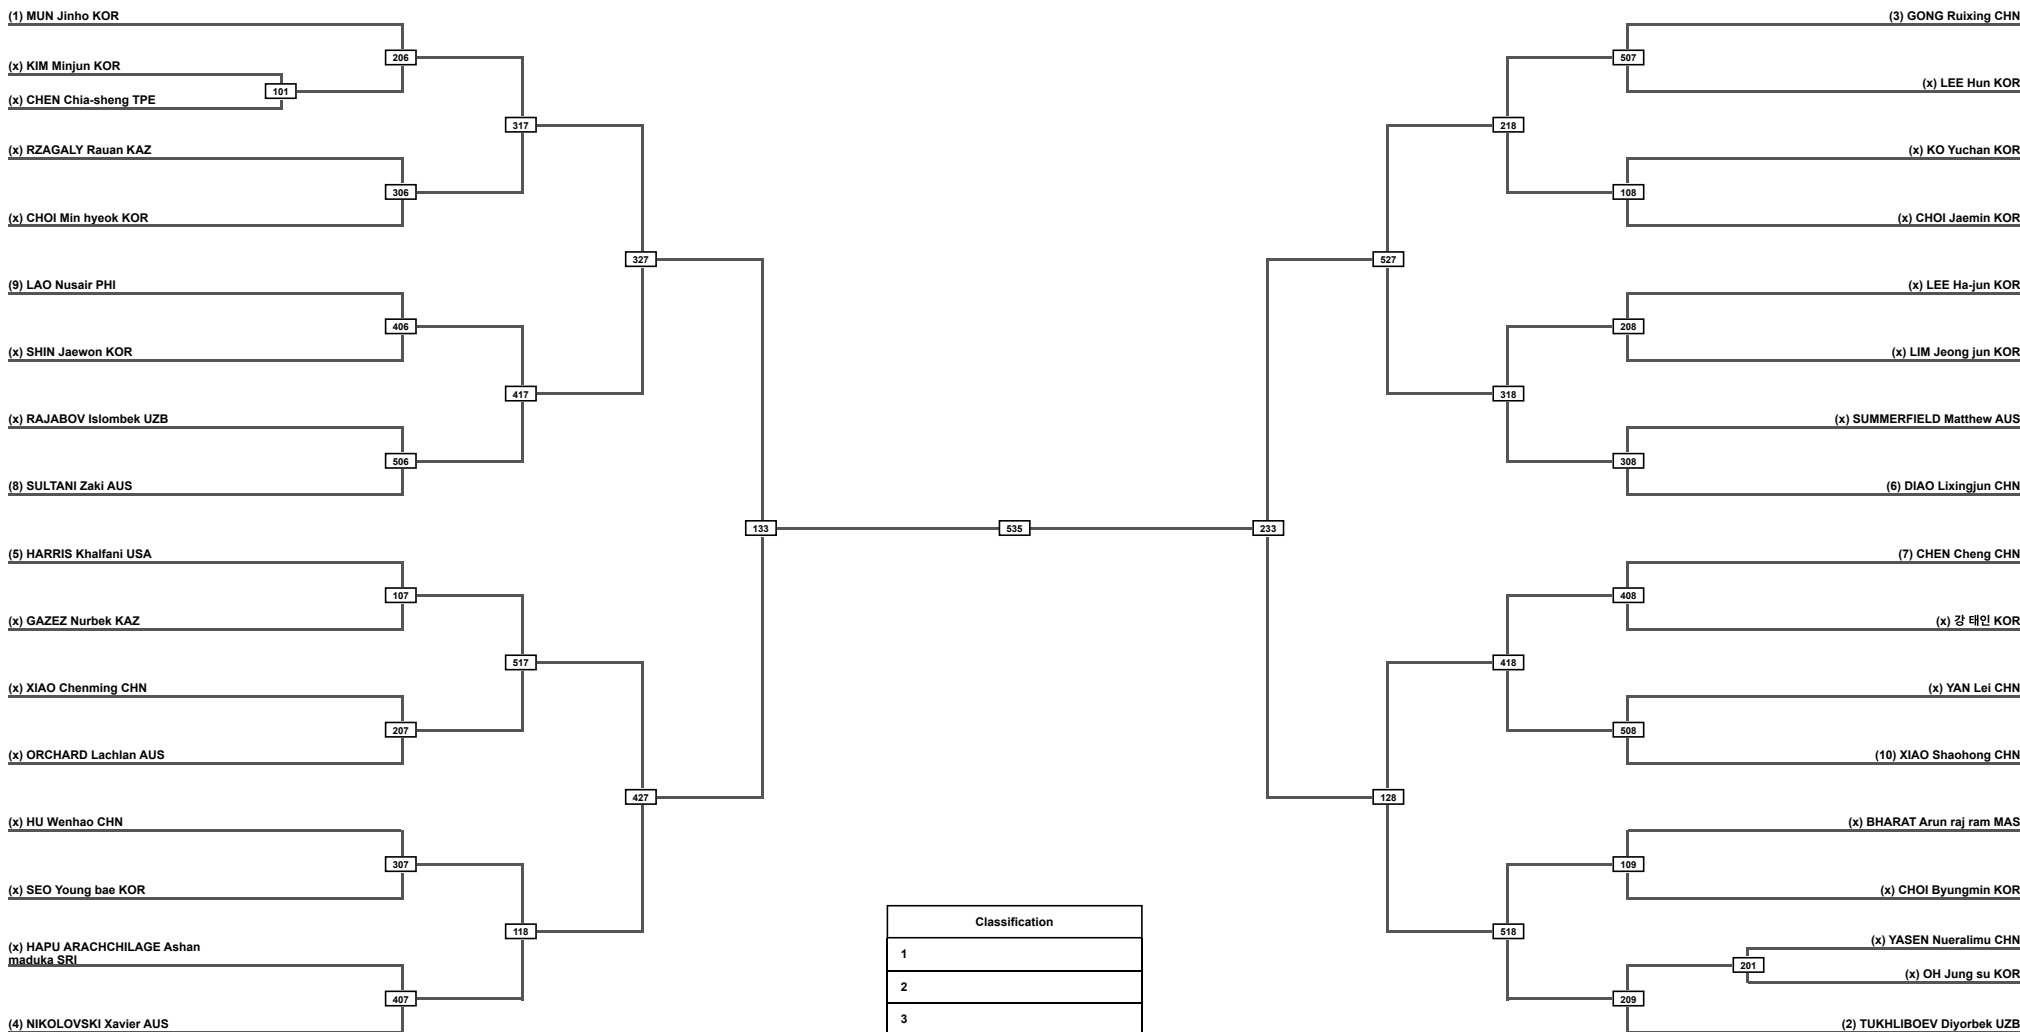 (1) MUN Jinho KOR
206
(x) KIM Minjun KOR
101
(x) CHEN Chia-sheng TPE
317
(x) RZAGALY Rauan KAZ
306
(x) CHOI Min hyeok KOR
327
(9) LAO Nusair PHI
406
(x) SHIN Jaewon KOR
417
(x) RAJABOV Islombek UZB
506
(8) SULTANI Zaki AUS
133
(5) HARRIS Khalfani USA
107
(x) GAZEZ Nurbek KAZ
517
(x) XIAO Chenming CHN
207
(x) ORCHARD Lachlan AUS
427
(x) HU Wenhao CHN
307
(x) SEO Young bae KOR
118
(x) HAPU ARACHCHILAGE Ashan
maduka SRI
407
(4) NIKOLOVSKI Xavier AUS
535
(3) GONG Ruixing CHN
507
(x) LEE Hun KOR
218
(x) KO Yuchan KOR
108
(x) CHOI Jaemin KOR
527
(x) LEE Ha-jun KOR
208
(x) LIM Jeong jun KOR
318
(x) SUMMERFIELD Matthew AUS
308
(6) DIAO Lixingjun CHN
233
(7) CHEN Cheng CHN
408
(x) 강 태인 KOR
418
(x) YAN Lei CHN
508
(10) XIAO Shaohong CHN
128
(x) BHARAT Arun raj ram MAS
109
(x) CHOI Byungmin KOR
518
(x) YASEN Nueralimu CHN
201
(x) OH Jung su KOR
209
(2) TUKHLIBOEV Diyorbek UZB
Classification
1
2
3